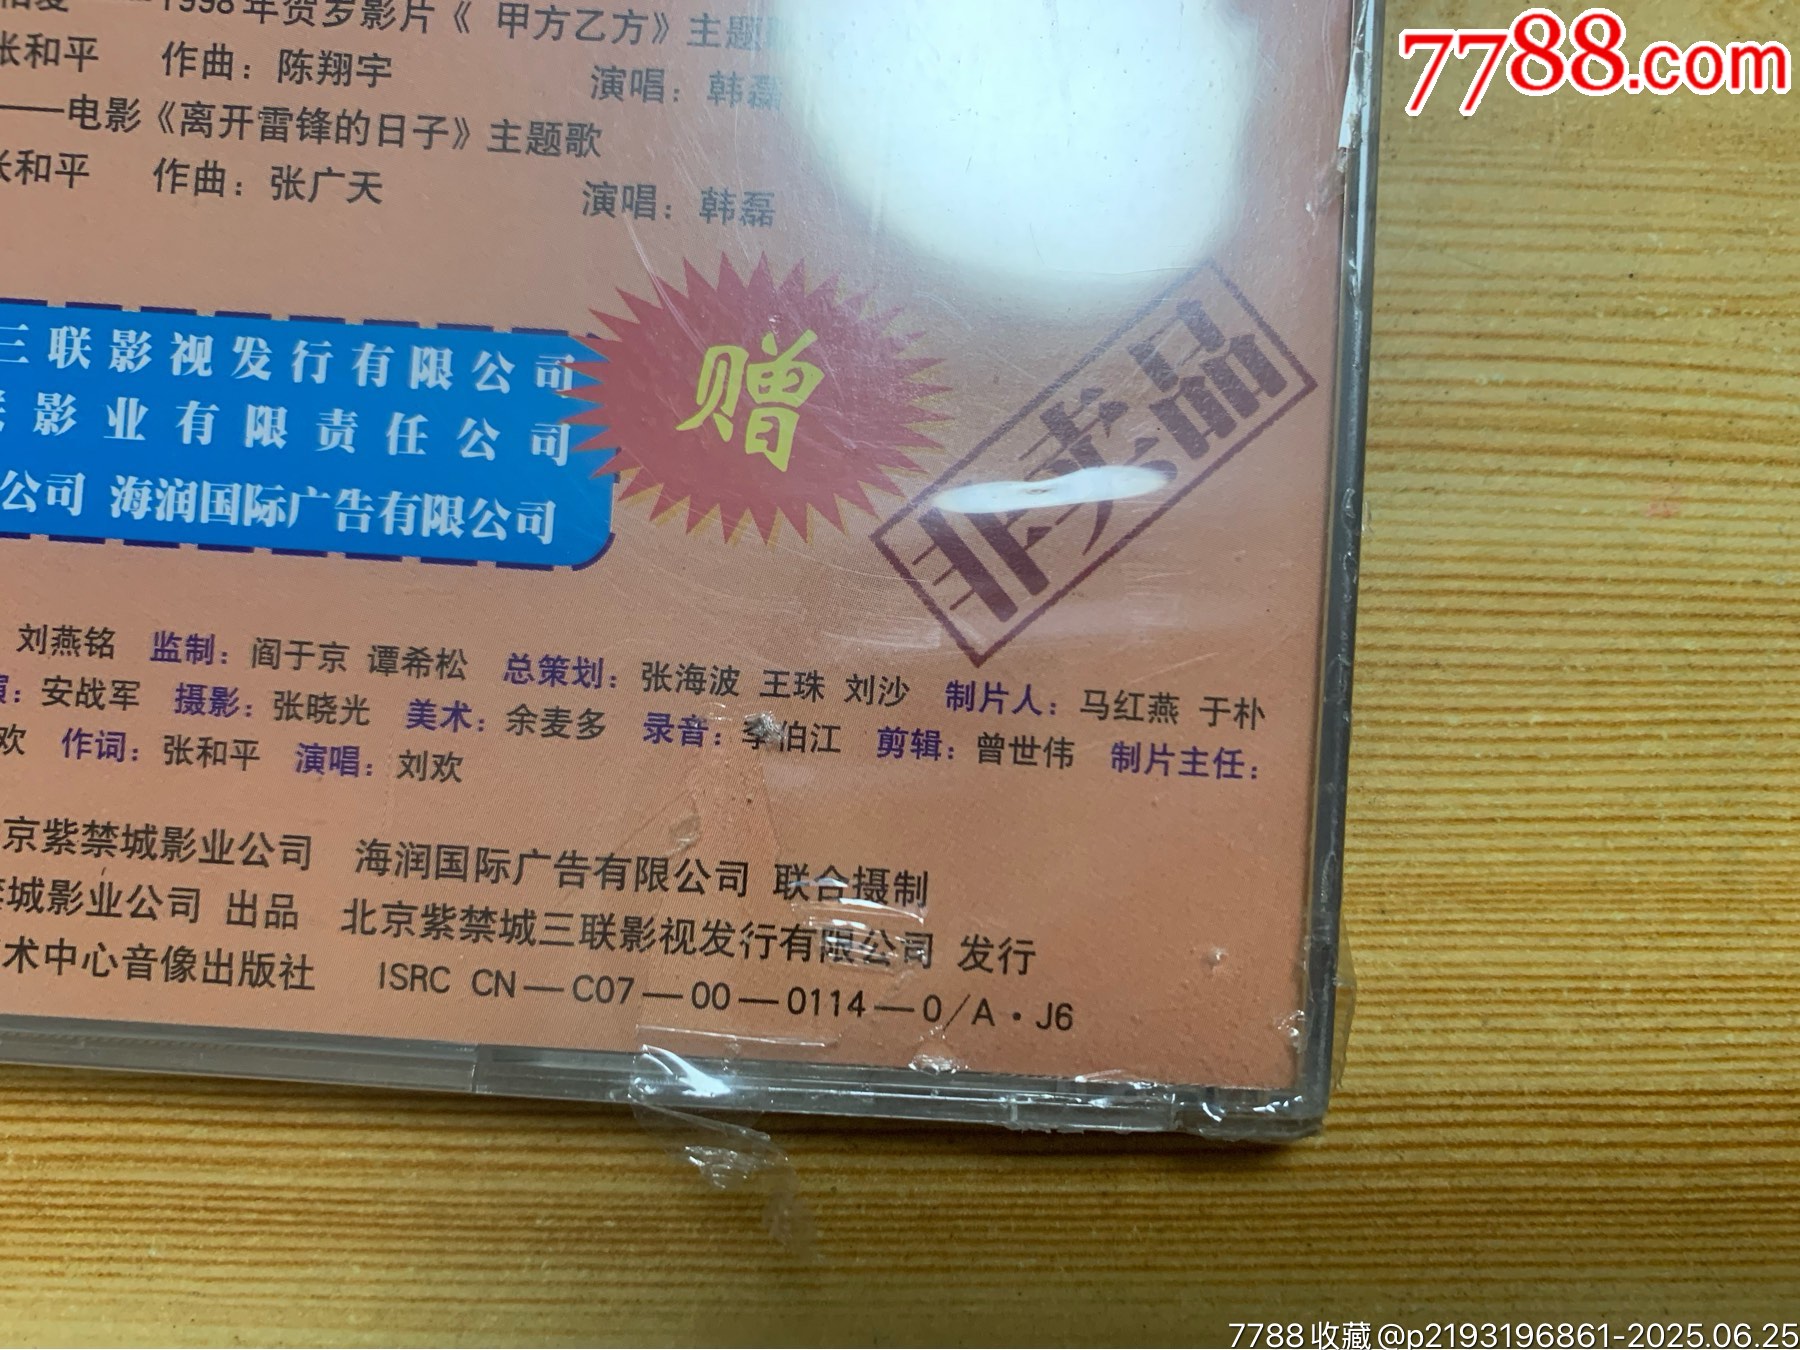 7788.com
1998年贺岁影片《 甲方乙方》主题
张和平 作曲：陈翔宇 演唱：韩磊
——电影《离开雷锋的日子》主题歌
张和平 作曲：张广天 演唱：韩磊
三联影视发行有限公司
影业有限责任公司
公司 海润国际广告有限公司
赠
非卖品
刘燕铭 监制：阎于京 谭希松 总策划：张海波 王珠 刘沙 制片人：马红燕 于朴
：安战军 摄影：张晓光 美术：余麦多 录音：李伯江 剪辑：曾世伟 制片主任：
欢 作词：张和平 演唱：刘欢
京紫禁城影业公司 海润国际广告有限公司 联合摄制
禁城影业公司 出品 北京紫禁城三联影视发行有限公司 发行
术中心音像出版社 ISRC CN—C07—00—0114—0/A·J6
7788收藏@p2193196861-2025.06.25